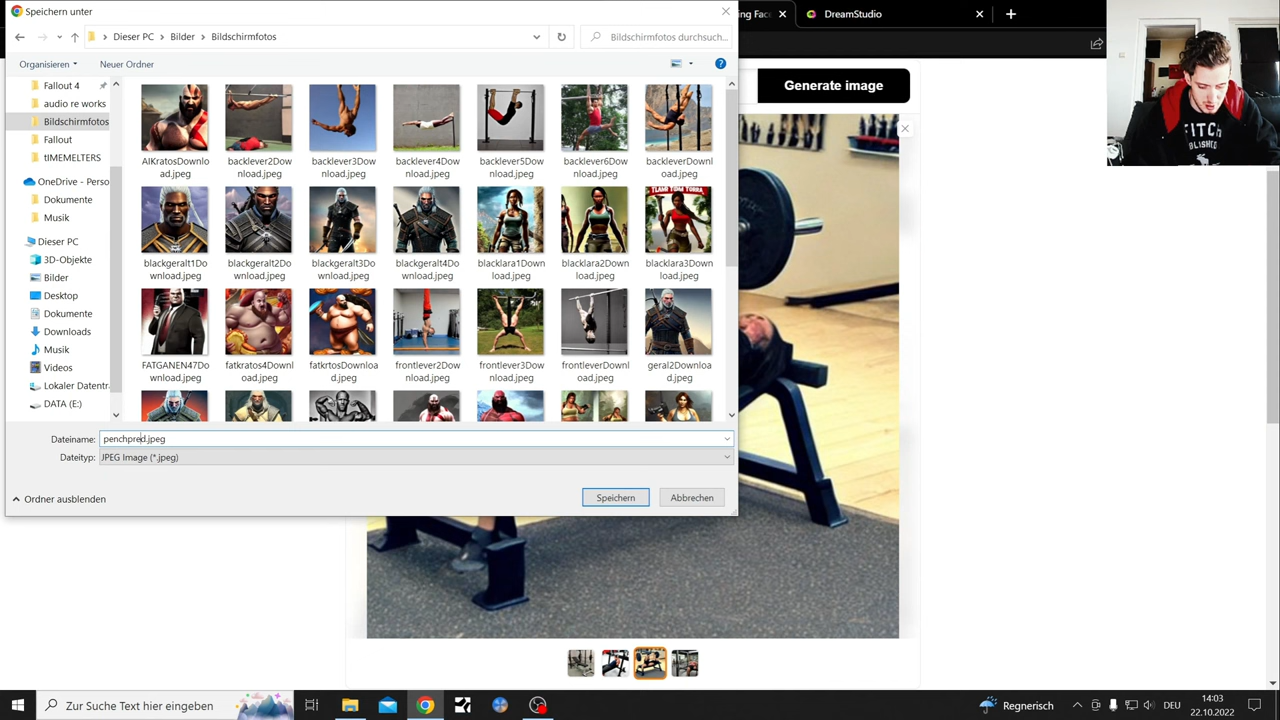 Speichern unter
ing Fac
DreamStudio
Dieser PC
Bilder
Bildschirmfotos
Bildschirmfotos durchsuch...
Organisieren
Neuer Ordner
Generate image
Fallout 4
audio re works
Bildschirmfotos
Fallout
tIMEMELTERS
OneDrive - Perso
Dokumente
Musik
Dieser PC
3D-Objekte
Bilder
Desktop
Dokumente
Downloads
Musik
Videos
Lokaler Datentr
DATA (E:)
AIKratosDownlo
ad.jpeg
backlever2Dow
nload.jpeg
backlever3Dow
nload.jpeg
backlever4Dow
nload.jpeg
backlever5Dow
nload.jpeg
backlever6Dow
nload.jpeg
backleverDownl
oad.jpeg
blackgeralt1Do
wnload.jpeg
blackgeralt2Do
wnload.jpeg
blackgeralt3Do
wnload.jpeg
blackgeralt4Do
wnload.jpeg
blacklara1Down
load.jpeg
blacklara2Down
load.jpeg
blacklara3Down
load.jpeg
FATGANEN47Do
wnload.jpeg
fatkratos4Downl
oad.jpeg
fatkrtosDownloa
d.jpeg
frontlever2Dow
nload.jpeg
frontlever3Dow
nload.jpeg
frontleverDownl
oad.jpeg
geral2Downloa
d.jpeg
Dateiname:
penchpred.jpeg
Dateityp:
JPEG Image (*.jpeg)
Ordner ausblenden
Speichern
Abbrechen
FITCH
Zur Suche Text hier eingeben
Regnerisch
DEU
14:03
22.10.2022